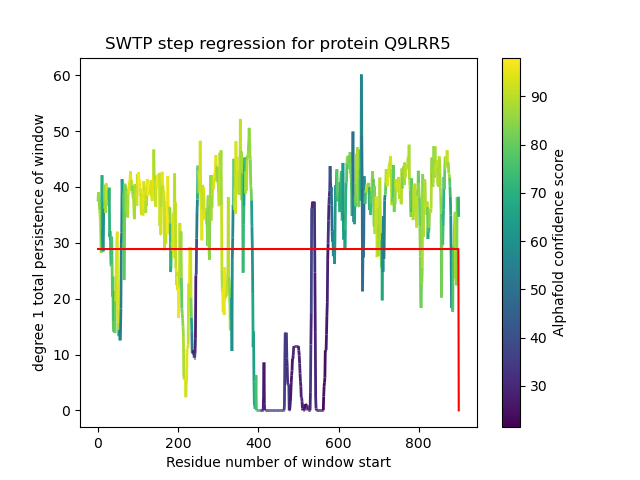 SWTP step regression for protein Q9LRR5
degree 1 total persistence of window
60
50
40
30
20
10
0
0 200 400 600 800
Residue number of window start
90
80
70
60
50
40
30
Alphafold confidence score